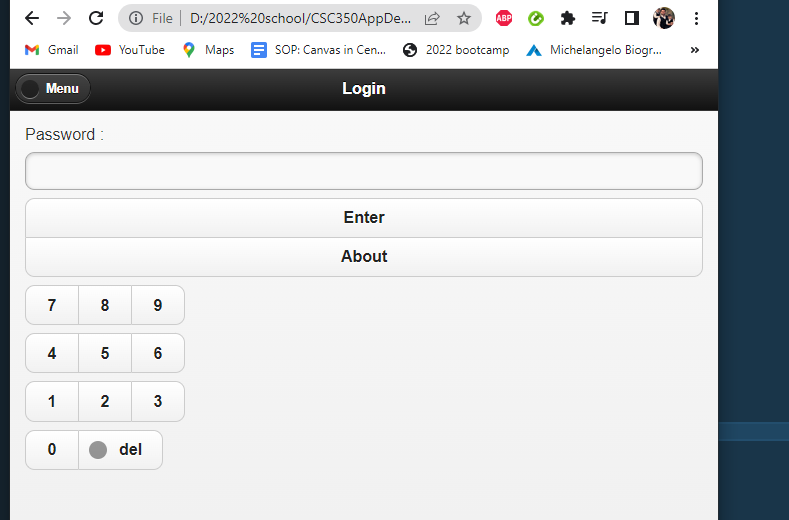 File D:/2022%20school/CSC350AppDe... ABP
Gmail YouTube Maps SOP: Canvas in Cen... 2022 bootcamp Michelangelo Biogr... »
Menu Login
Password :
Enter
About
7 8 9
4 5 6
1 2 3
0 del